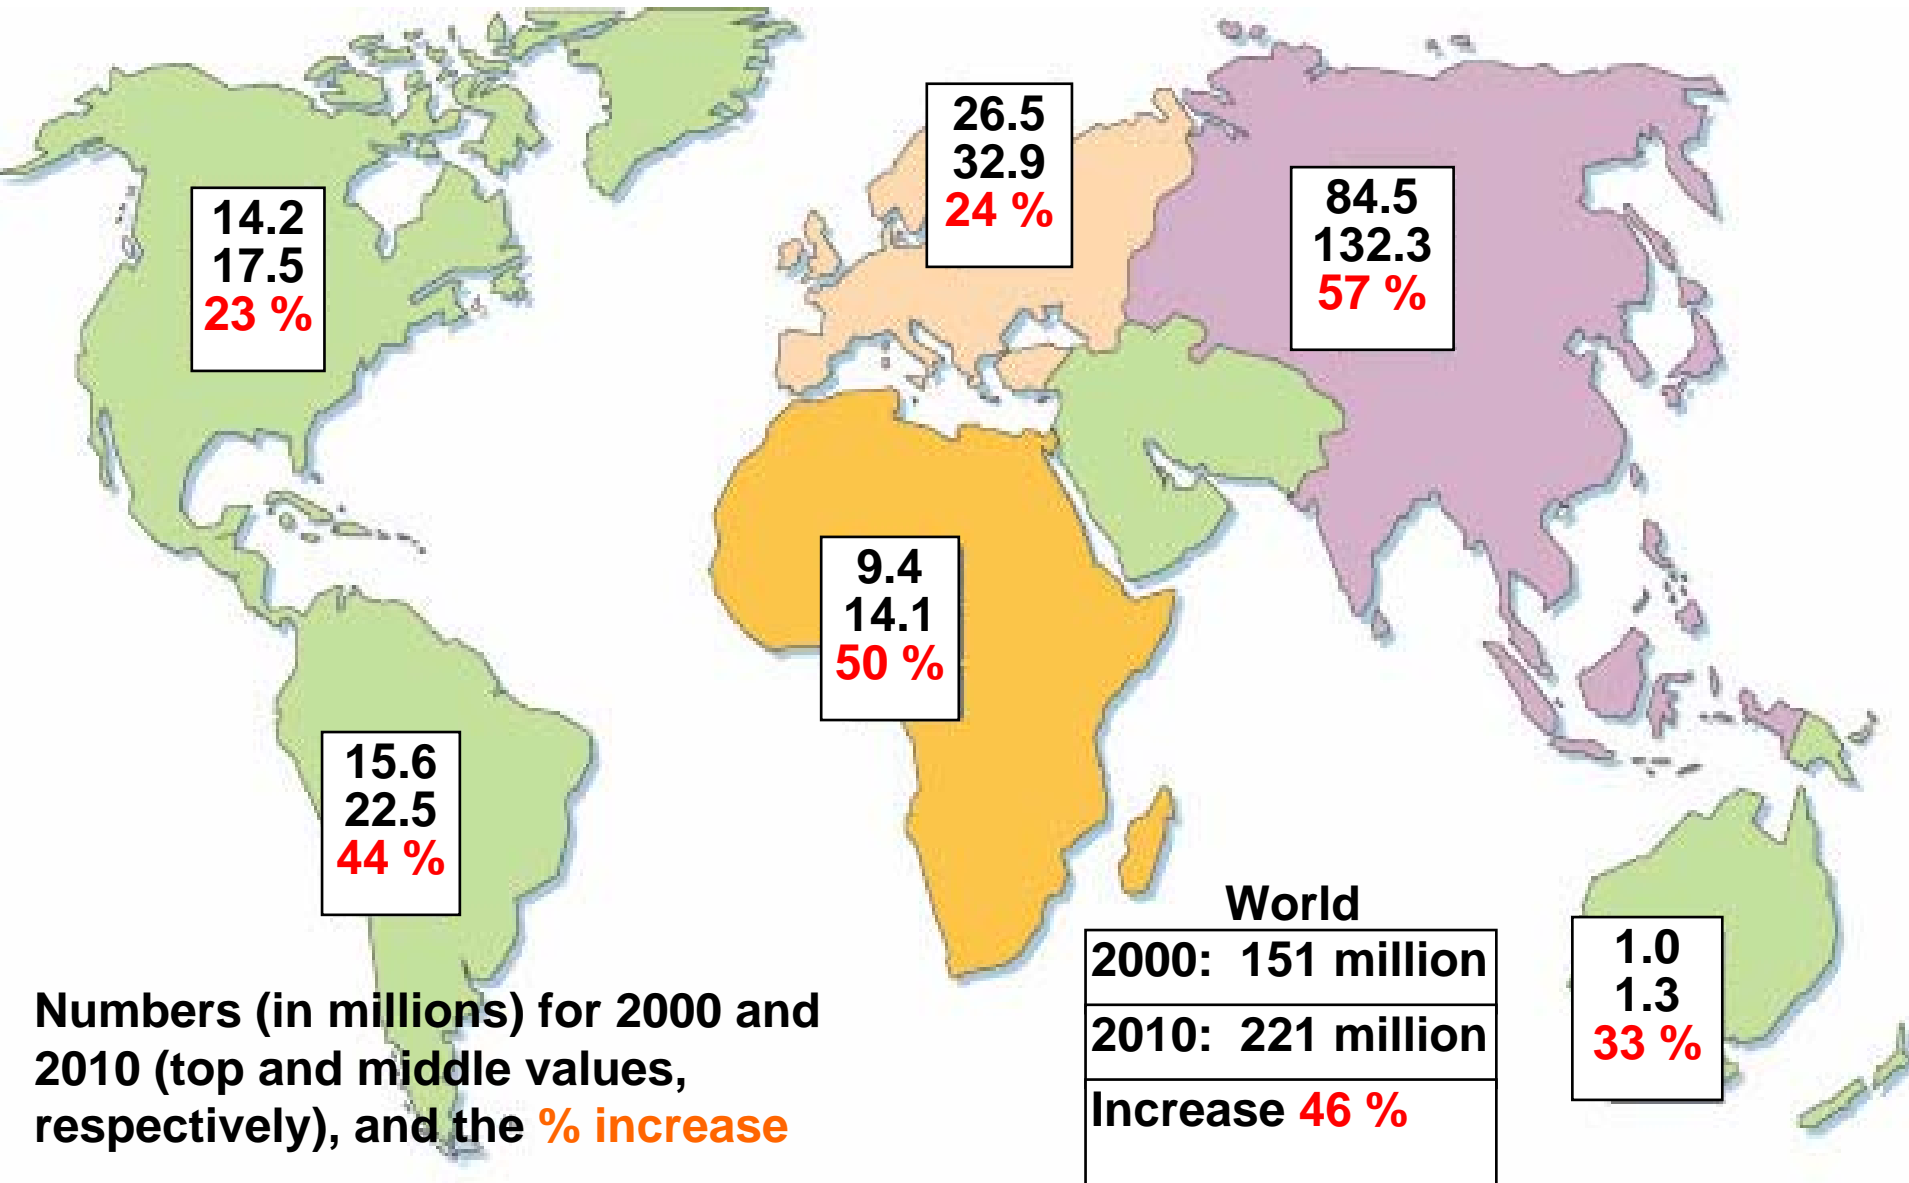 14.2
17.5
23 %
26.5
32.9
24 %
84.5
132.3
57 %
9.4
14.1
50 %
15.6
22.5
44 %
1.0
1.3
33 %
World
2000: 151 million
2010: 221 million
Increase 46 %
Numbers (in millions) for 2000 and
2010 (top and middle values,
respectively), and the % increase